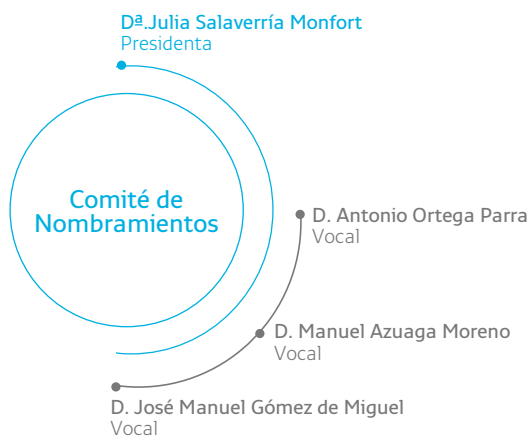 Dª.Julia Salaverría Monfort
Presidenta
Comité de
Nombramientos
D. Antonio Ortega Parra
Vocal
D. Manuel Azuaga Moreno
Vocal
D. José Manuel Gómez de Miguel
Vocal